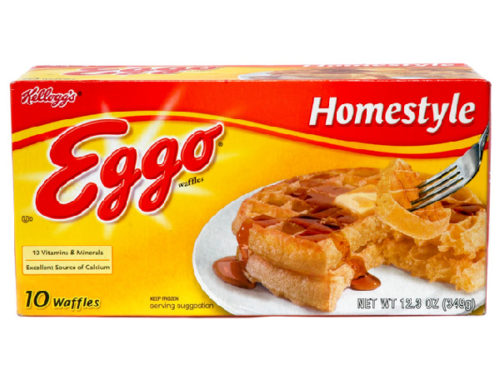 Kellogg's
Homestyle
Eggo
waffles
10 Vitamins & Minerals
Excellent Source of Calcium
10 Waffles
KEEP FROZEN
serving suggestion
NET WT 12.3 OZ (349g)